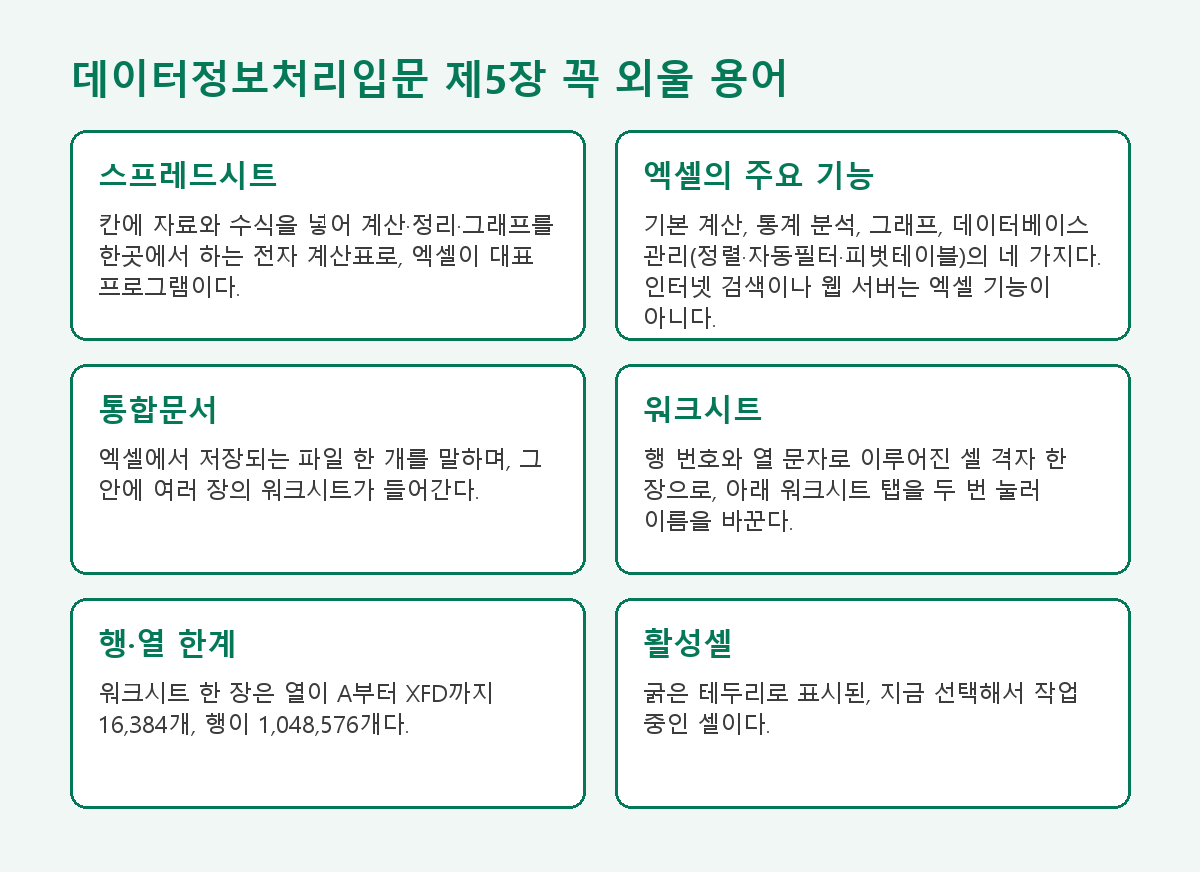 데이터정보처리입문 제5장 꼭 외울 용어
스프레드시트
칸에 자료와 수식을 넣어 계산·정리·그래프를
한곳에서 하는 전자 계산표로, 엑셀이 대표
프로그램이다.
엑셀의 주요 기능
기본 계산, 통계 분석, 그래프, 데이터베이스
관리(정렬·자동필터·피벗테이블)의 네 가지다.
인터넷 검색이나 웹 서버는 엑셀 기능이
아니다.
통합문서
엑셀에서 저장되는 파일 한 개를 말하며, 그
안에 여러 장의 워크시트가 들어간다.
워크시트
행 번호와 열 문자로 이루어진 셀 격자 한
장으로, 아래 워크시트 탭을 두 번 눌러
이름을 바꾼다.
행·열 한계
워크시트 한 장은 열이 A부터 XFD까지
16,384개, 행이 1,048,576개다.
활성셀
굵은 테두리로 표시된, 지금 선택해서 작업
중인 셀이다.